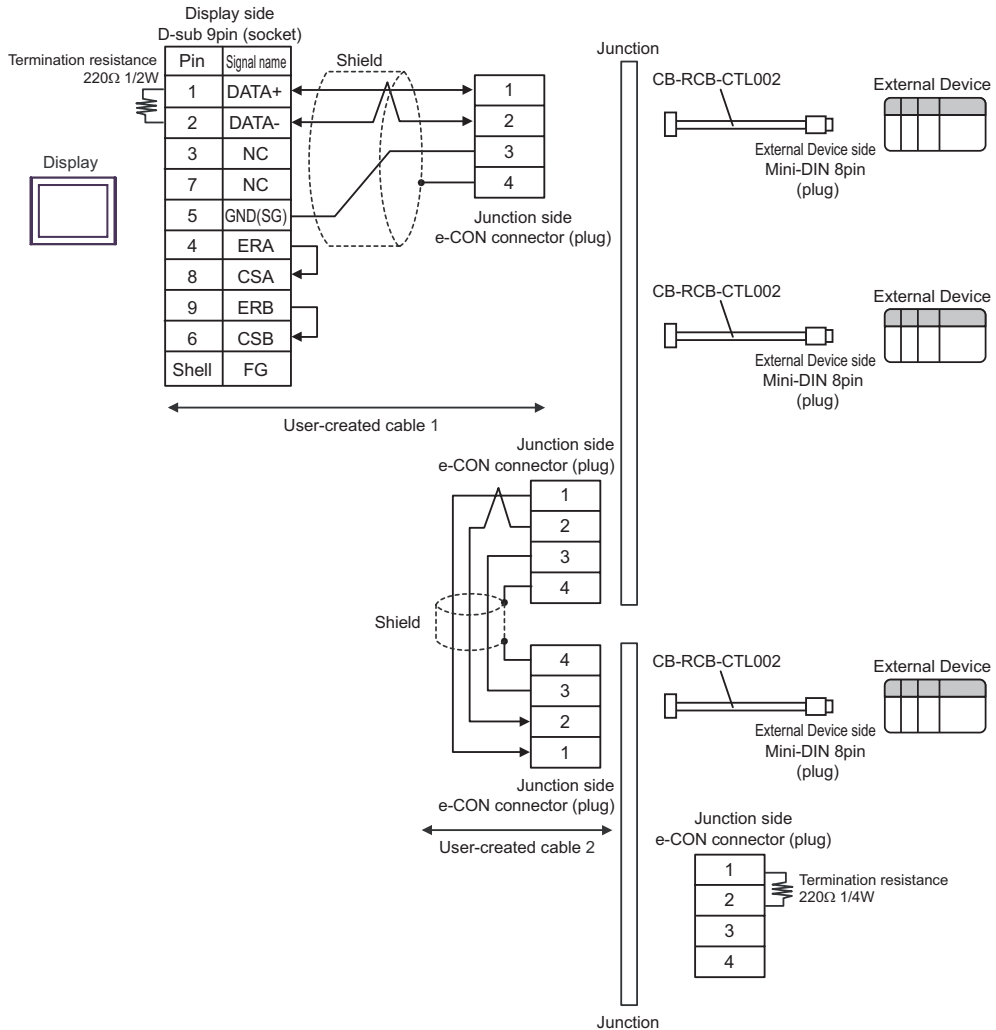 Display side
D-sub 9pin (socket)
Termination resistance
220Ω 1/2W
Pin Signal name
1 DATA+
2 DATA-
3 NC
7 NC
5 GND(SG)
4 ERA
8 CSA
9 ERB
6 CSB
Shell FG
Display
Shield
1
2
3
4
Junction side
e-CON connector (plug)
User-created cable 1
Junction
CB-RCB-CTL002
External Device
External Device side
Mini-DIN 8pin
(plug)
CB-RCB-CTL002
External Device
External Device side
Mini-DIN 8pin
(plug)
Junction side
e-CON connector (plug)
1
2
3
4
Shield
4
3
2
1
Junction side
e-CON connector (plug)
User-created cable 2
CB-RCB-CTL002
External Device
External Device side
Mini-DIN 8pin
(plug)
Junction side
e-CON connector (plug)
1
2
3
4
Termination resistance
220Ω 1/4W
Junction